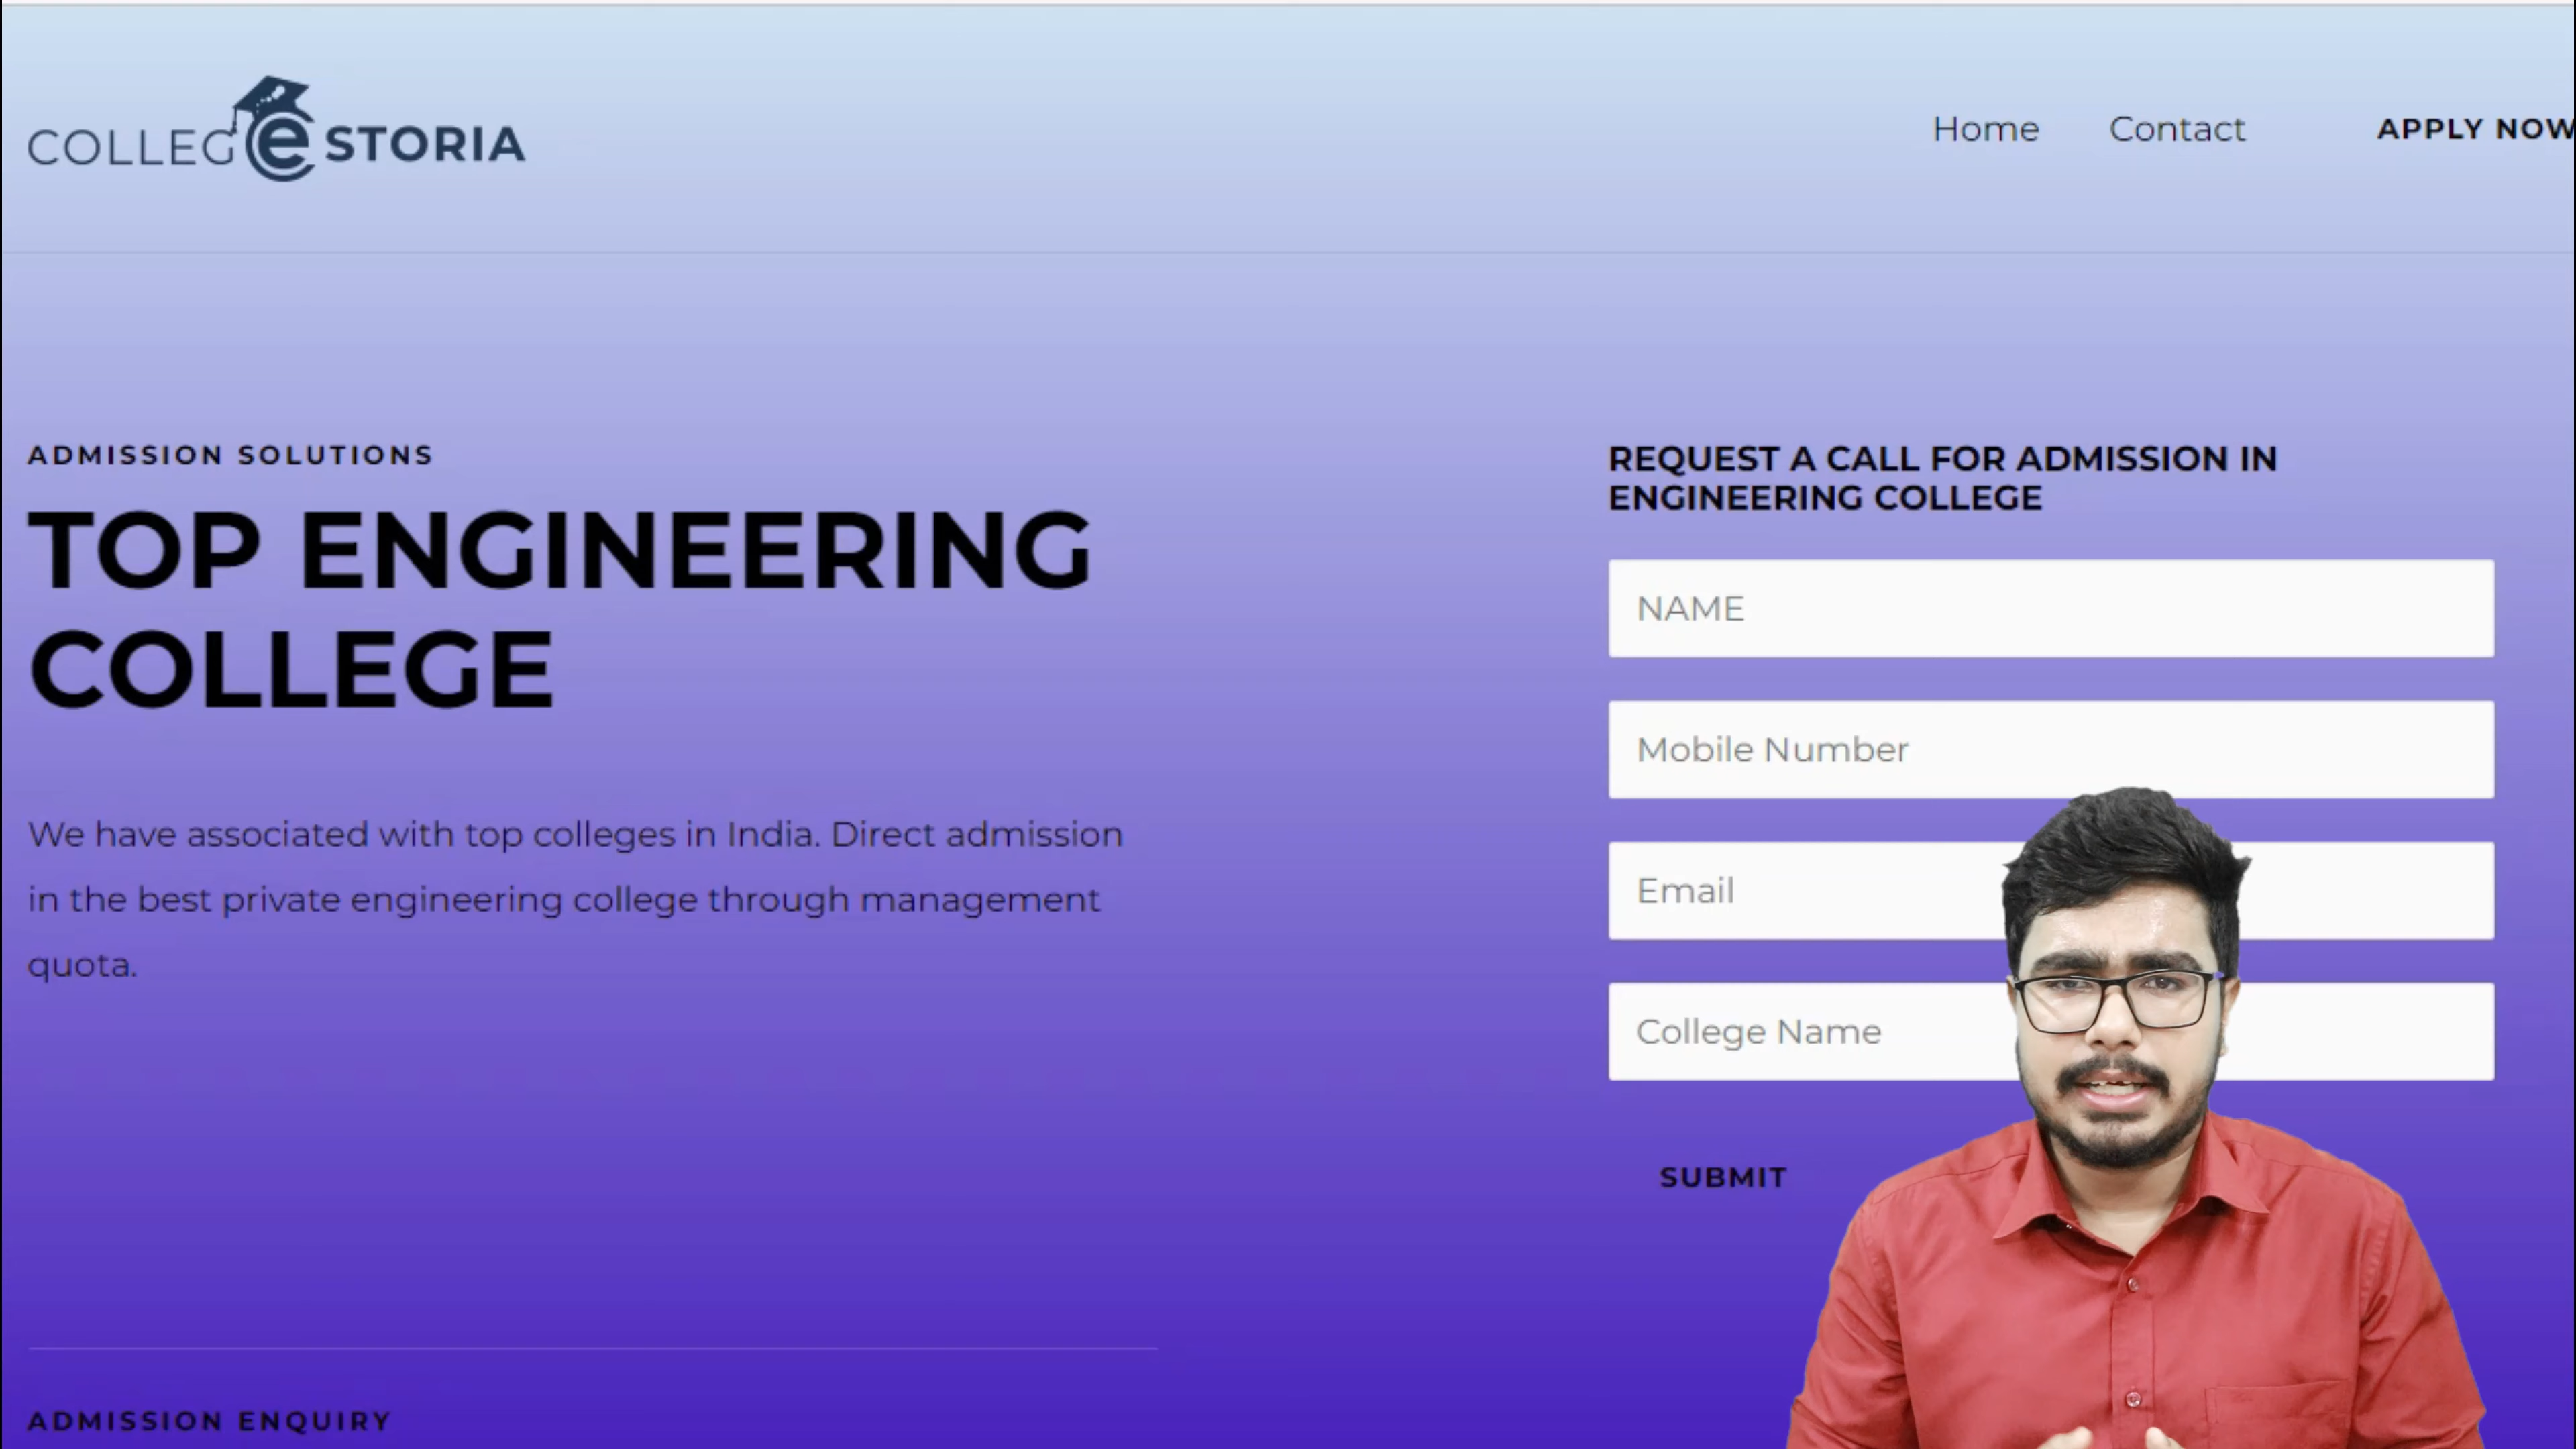 COLLEGeSTORIA
Home Contact APPLY NOW
ADMISSION SOLUTIONS
TOP ENGINEERING
COLLEGE
We have associated with top colleges in India. Direct admission
in the best private engineering college through management
quota.
REQUEST A CALL FOR ADMISSION IN
ENGINEERING COLLEGE
NAME
Mobile Number
Email
College Name
SUBMIT
ADMISSION ENQUIRY